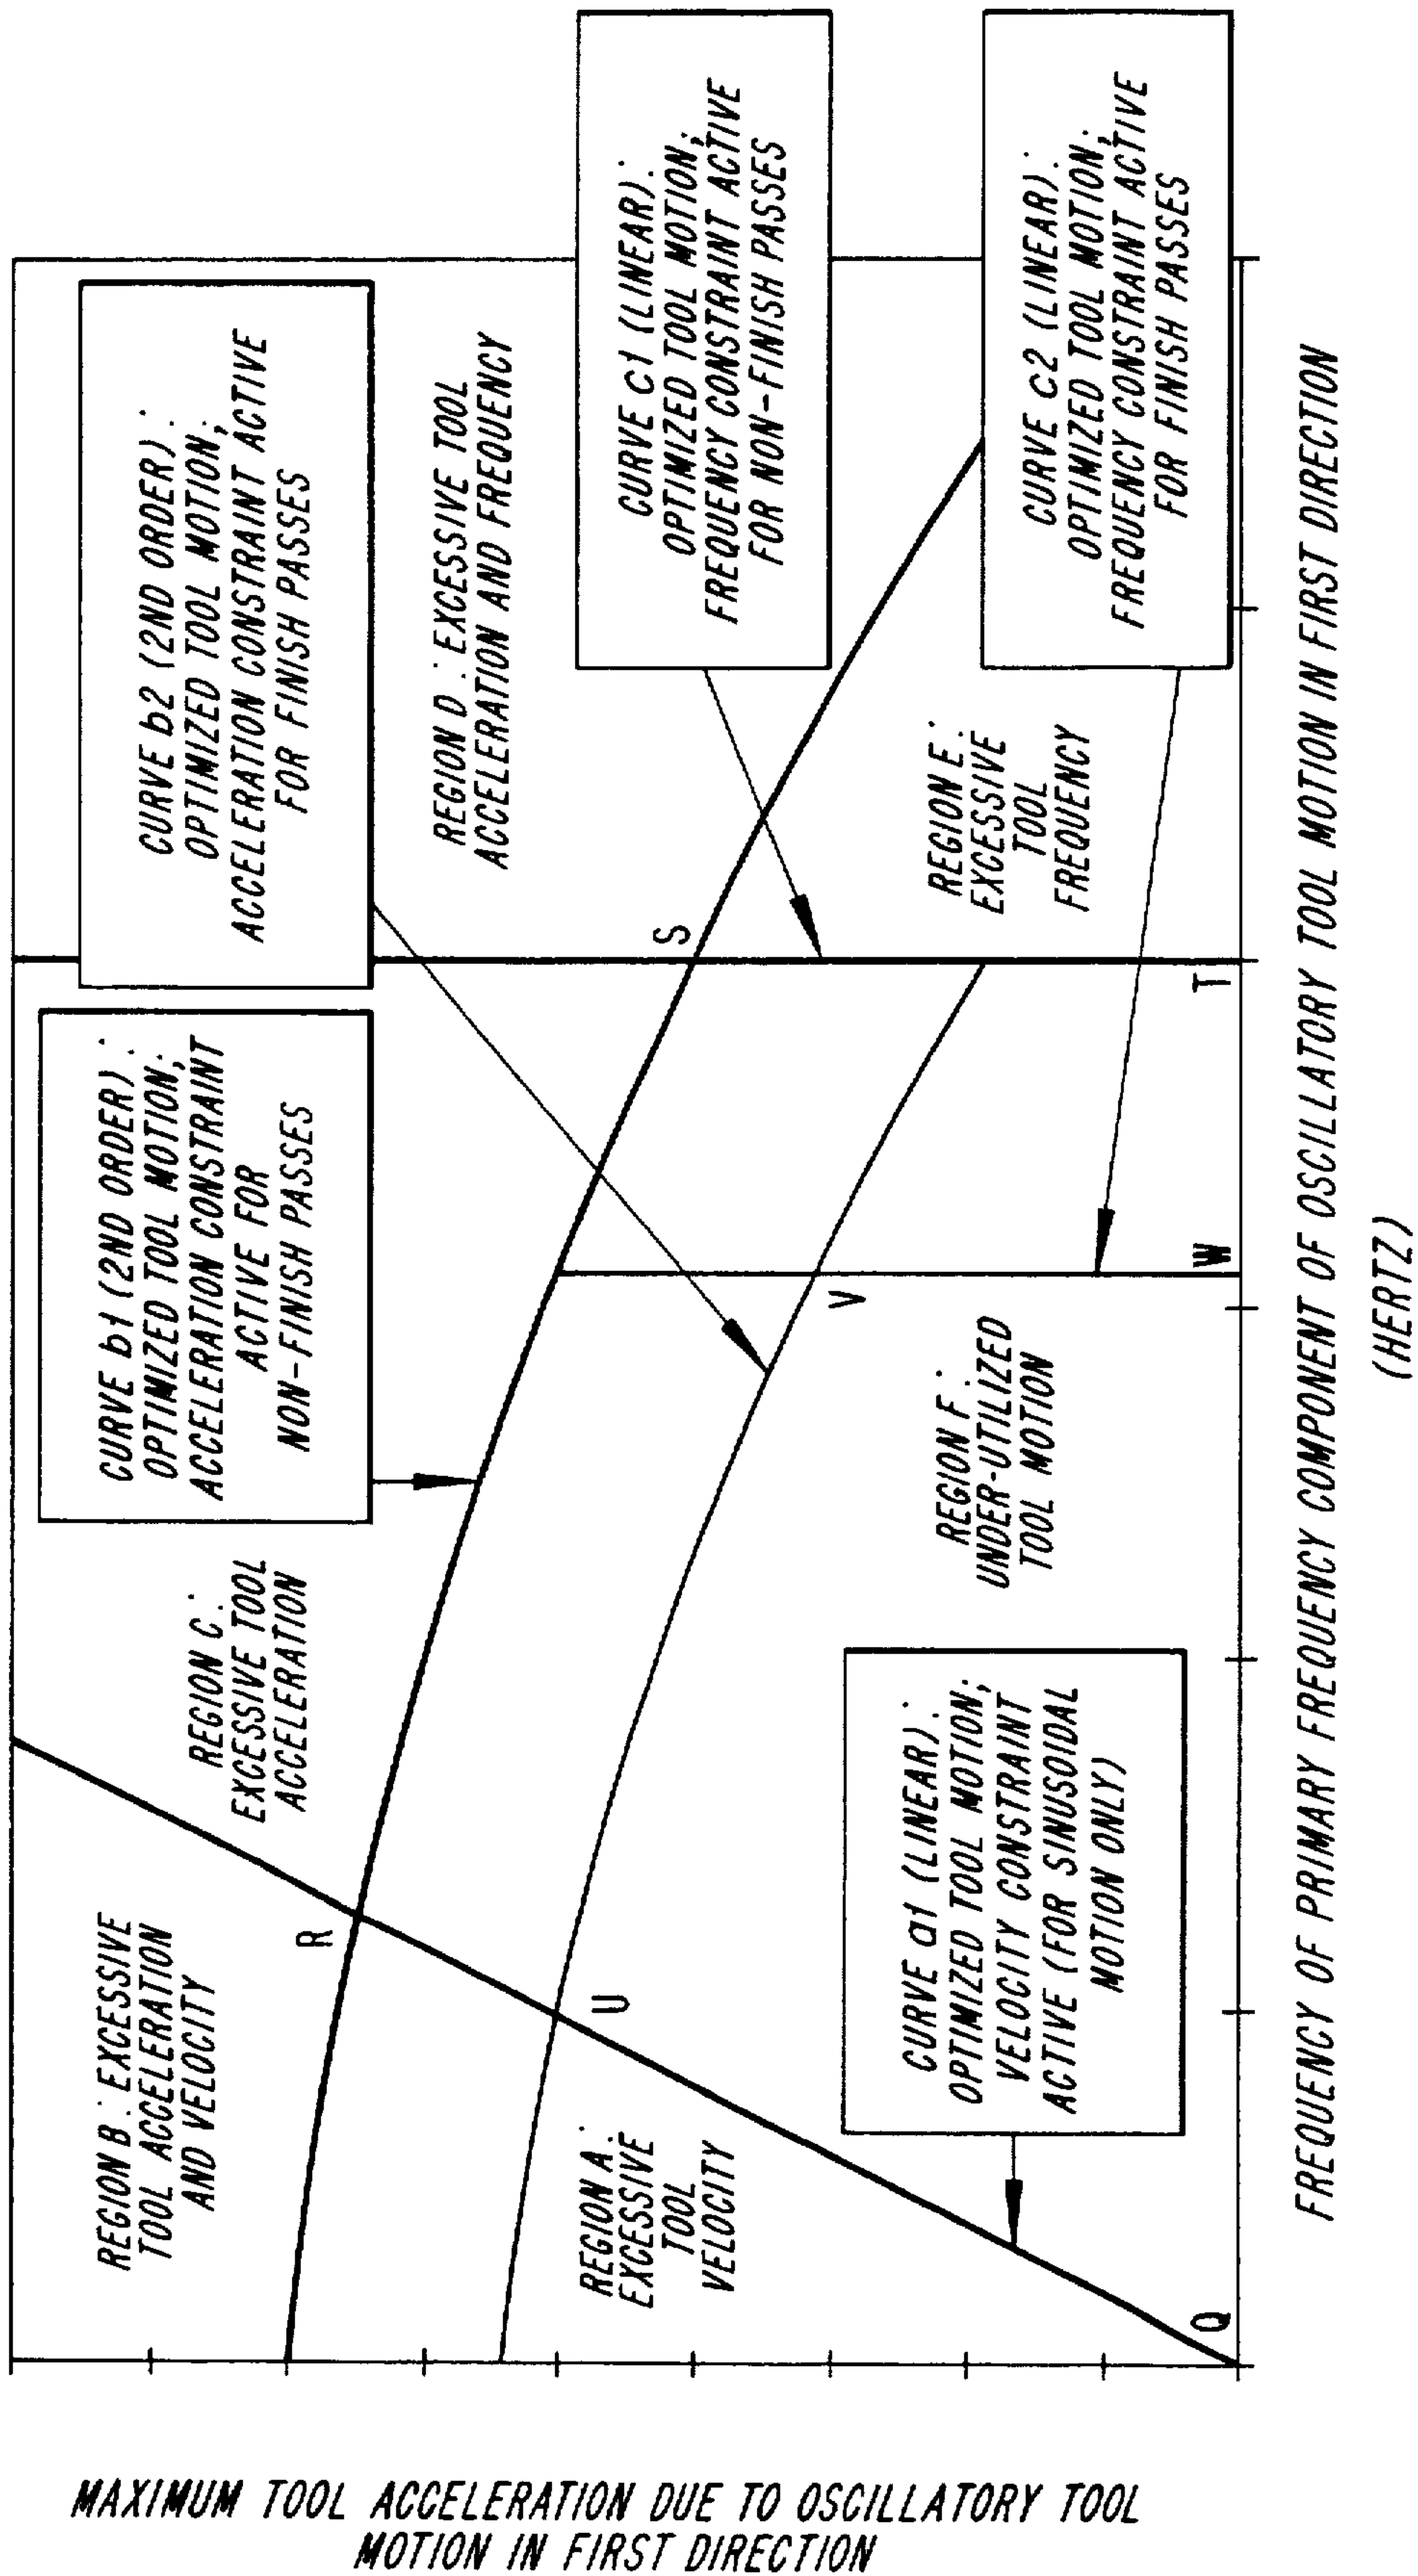 MAXIMUM TOOL ACCELERATION DUE TO OSCILLATORY TOOL
MOTION IN FIRST DIRECTION
REGION B: EXCESSIVE
TOOL ACCELERATION
AND VELOCITY
REGION C:
EXCESSIVE TOOL
ACCELERATION
CURVE b1 (2ND ORDER):
OPTIMIZED TOOL MOTION;
ACCELERATION CONSTRAINT
ACTIVE FOR
NON-FINISH PASSES
CURVE b2 (2ND ORDER):
OPTIMIZED TOOL MOTION;
ACCELERATION CONSTRAINT ACTIVE
FOR FINISH PASSES
REGION D: EXCESSIVE TOOL
ACCELERATION AND FREQUENCY
R
S
CURVE c1 (LINEAR):
OPTIMIZED TOOL MOTION;
FREQUENCY CONSTRAINT ACTIVE
FOR NON-FINISH PASSES
U
REGION A:
EXCESSIVE
TOOL
VELOCITY
V
REGION E:
EXCESSIVE
TOOL
FREQUENCY
REGION F:
UNDER-UTILIZED
TOOL MOTION
CURVE a1 (LINEAR):
OPTIMIZED TOOL MOTION;
VELOCITY CONSTRAINT
ACTIVE (FOR SINUSOIDAL
MOTION ONLY)
CURVE c2 (LINEAR):
OPTIMIZED TOOL MOTION;
FREQUENCY CONSTRAINT ACTIVE
FOR FINISH PASSES
Q
W
T
FREQUENCY OF PRIMARY FREQUENCY COMPONENT OF OSCILLATORY TOOL MOTION IN FIRST DIRECTION
(HERTZ)